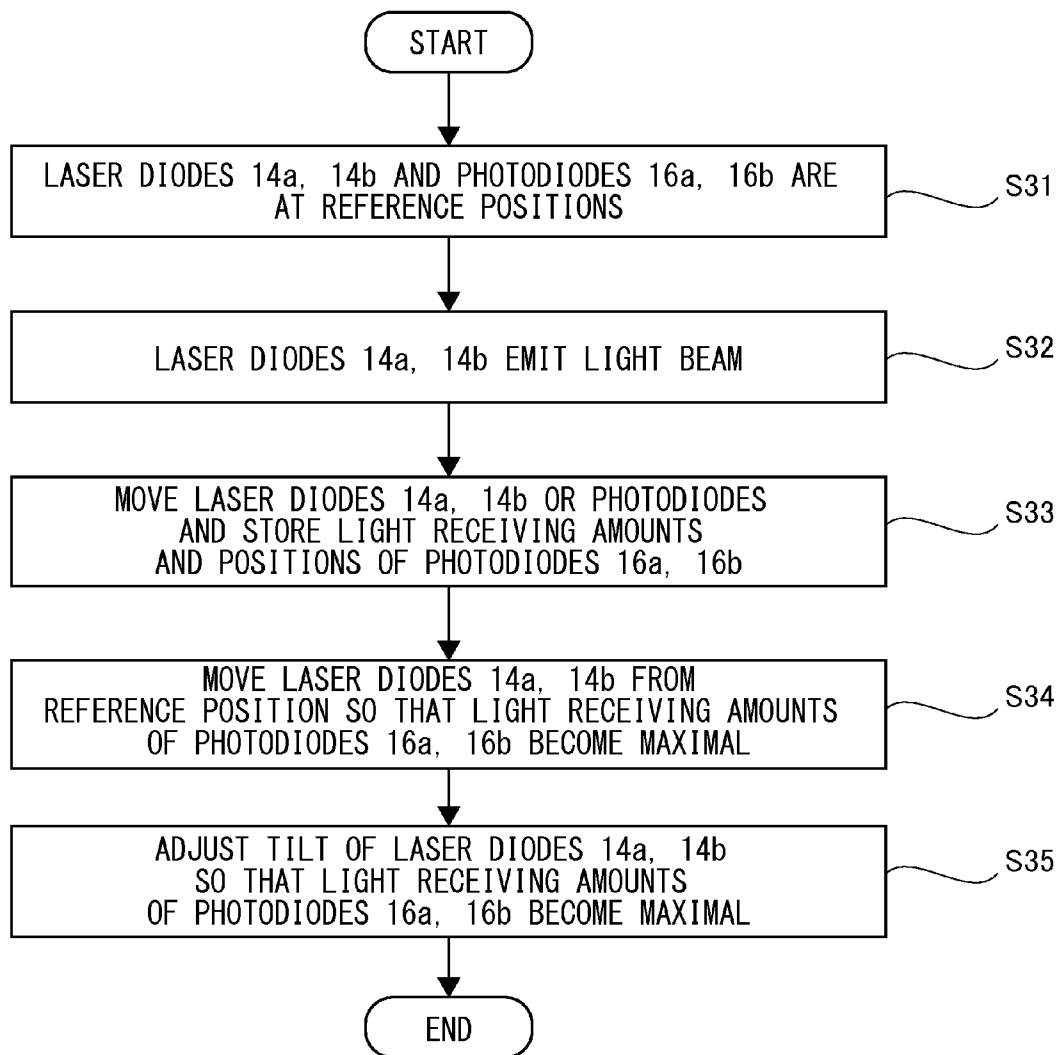 START
LASER DIODES 14a, 14b AND PHOTODIODES 16a, 16b ARE
AT REFERENCE POSITIONS
S31
LASER DIODES 14a, 14b EMIT LIGHT BEAM
S32
MOVE LASER DIODES 14a, 14b OR PHOTODIODES
AND STORE LIGHT RECEIVING AMOUNTS
AND POSITIONS OF PHOTODIODES 16a, 16b
S33
MOVE LASER DIODES 14a, 14b FROM
REFERENCE POSITION SO THAT LIGHT RECEIVING AMOUNTS
OF PHOTODIODES 16a, 16b BECOME MAXIMAL
S34
ADJUST TILT OF LASER DIODES 14a, 14b
SO THAT LIGHT RECEIVING AMOUNTS
OF PHOTODIODES 16a, 16b BECOME MAXIMAL
S35
END